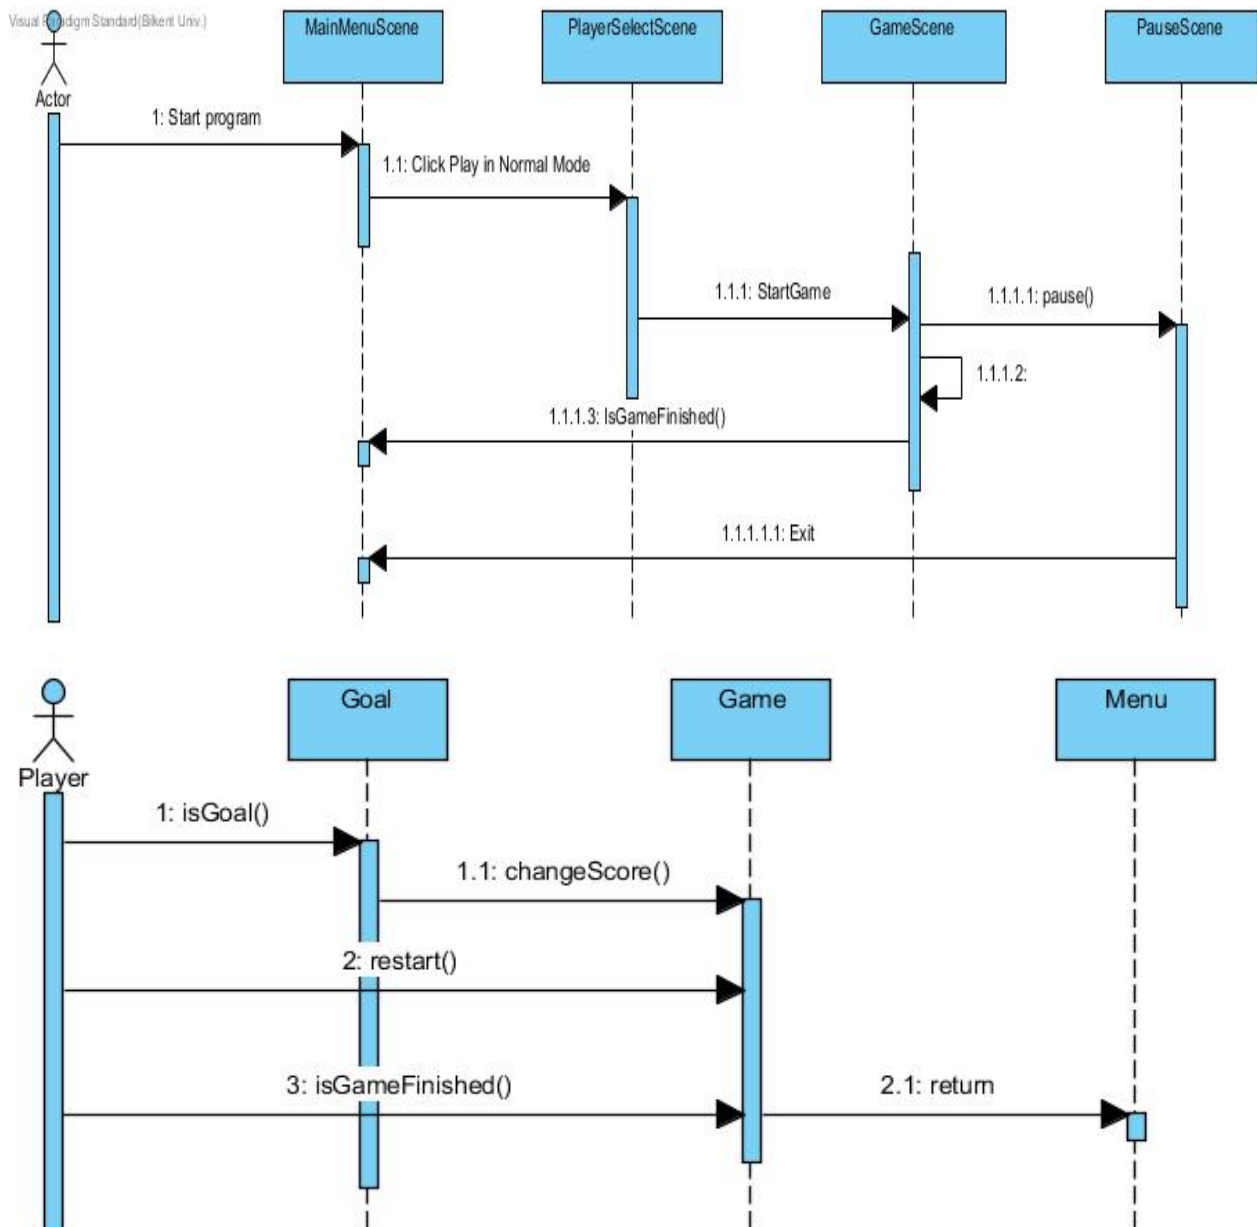 Visual Paradigm Standard(Bilkent Univ.)
MainMenuScene
PlayerSelectScene
GameScene
PauseScene
Actor
1: Start program
1.1: Click Play in Normal Mode
1.1.1: StartGame
1.1.1.1: pause()
1.1.1.2:
1.1.1.3: IsGameFinished()
1.1.1.1.1: Exit
Goal
Game
Menu
Player
1: isGoal()
1.1: changeScore()
2: restart()
3: isGameFinished()
2.1: return